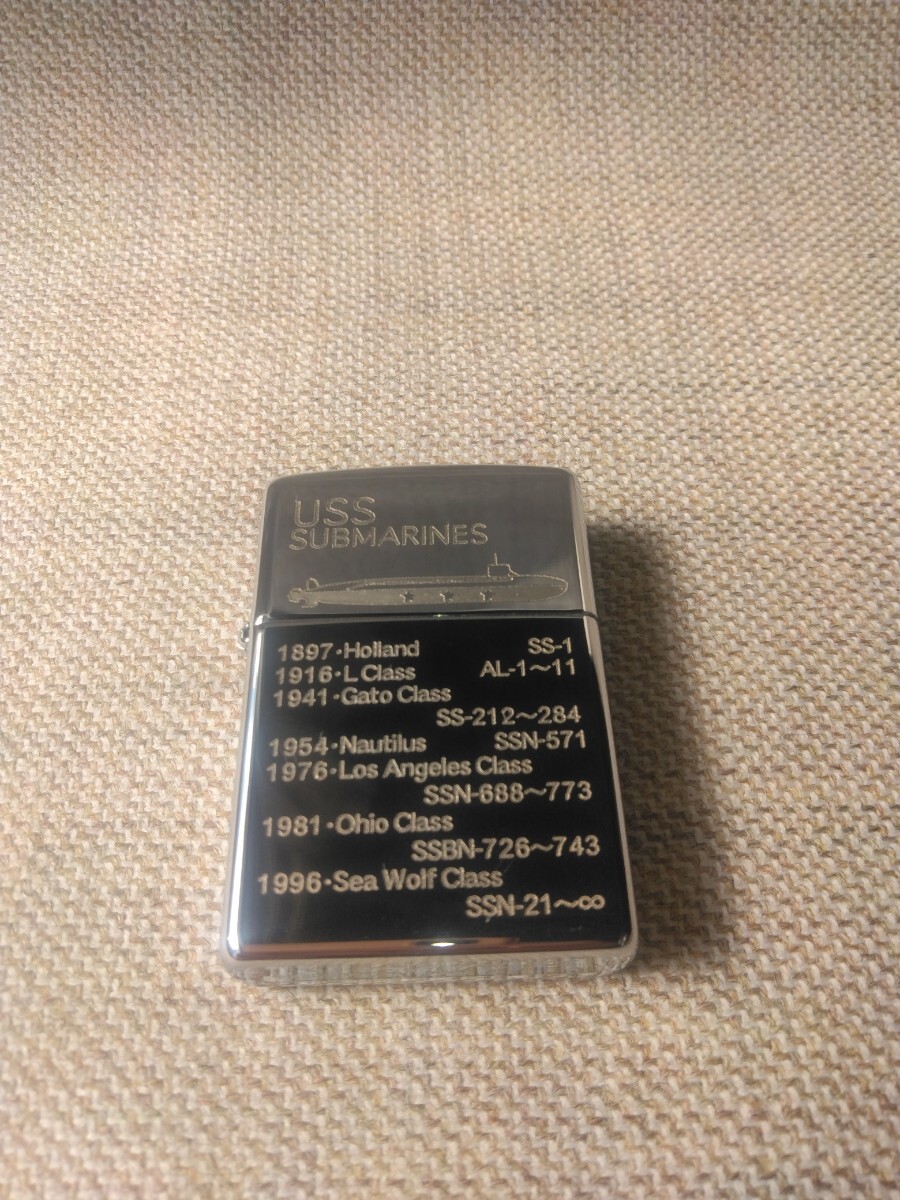 USS
SUBMARINES
1897·Holland SS-1
1916·L Class AL-1～11
1941·Gato Class
SS-212～284
1954·Nautilus SSN-571
1976·Los Angeles Class
SSN-688～773
1981·Ohio Class
SSBN-726～743
1996·Sea Wolf Class
SSN-21～∞